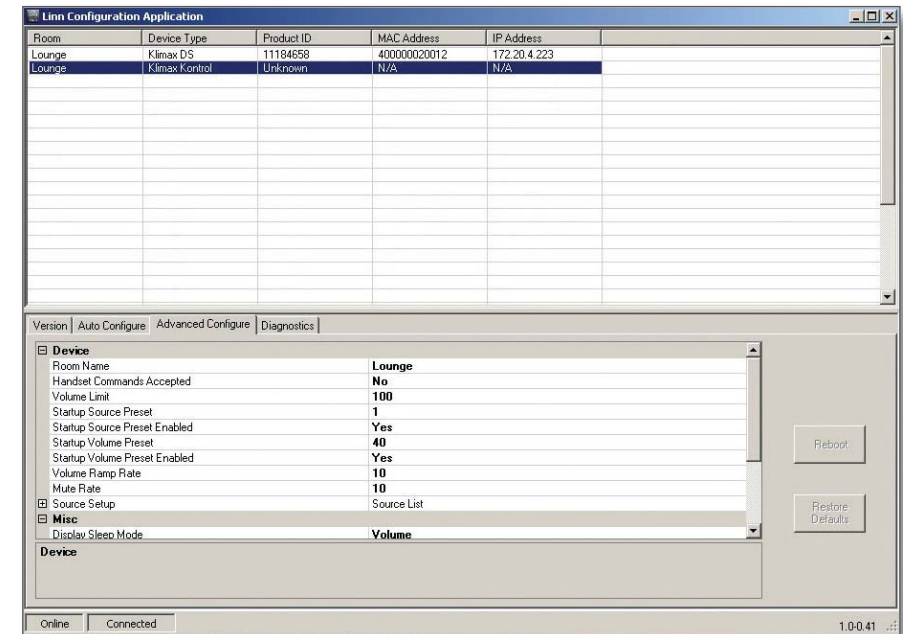 Linn Configuration Application
Room Device Type Product ID MAC Address IP Address
Lounge Klimax DS 11184658 400000020012 172.20.4.223
Lounge Klimax Kontrol Unknown N/A N/A
Version Auto Configure Advanced Configure Diagnostics
Device
Room Name Lounge
Handset Commands Accepted No
Volume Limit 100
Startup Source Preset 1
Startup Source Preset Enabled Yes
Startup Volume Preset 40
Startup Volume Preset Enabled Yes
Volume Ramp Rate 10
Mute Rate 10
Source Setup Source List
Misc
Display Sleep Mode Volume
Reboot
Restore
Defaults
Device
Online Connected 1.0-0.41